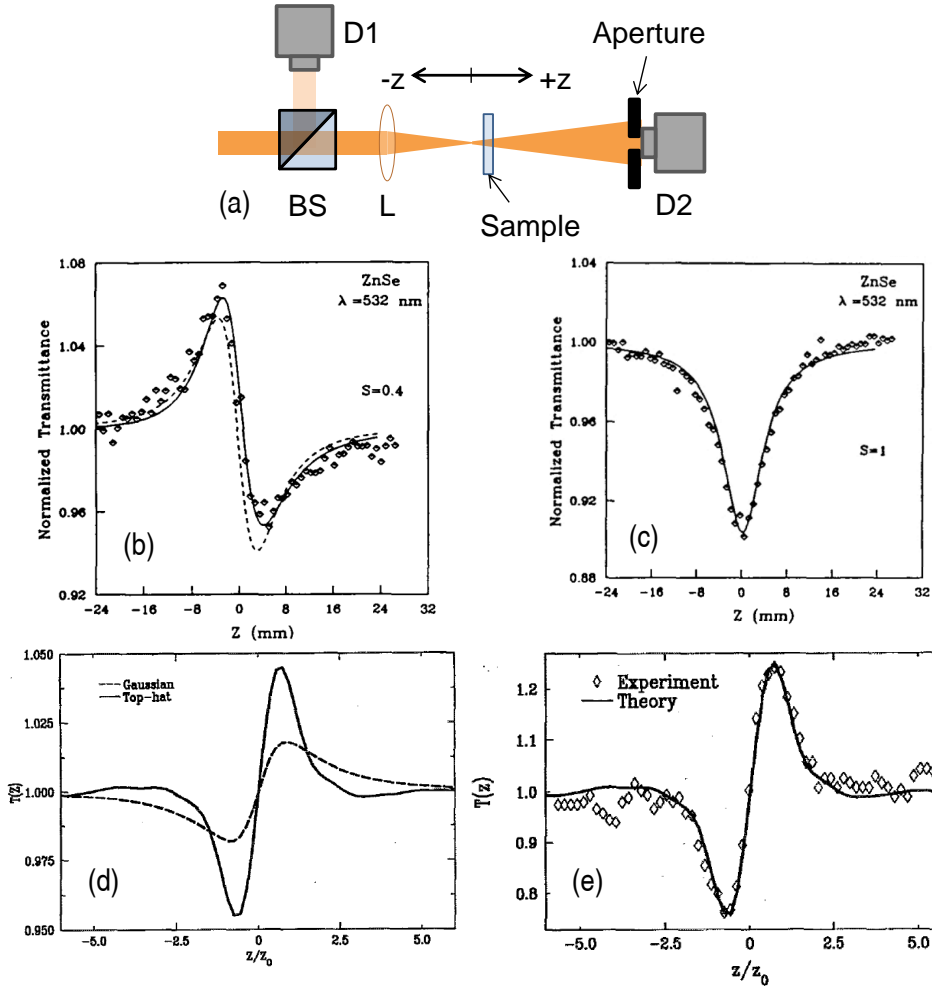 D1
Aperture
-z
+z
(a)
BS
L
Sample
D2
1.08
1.04
1.00
0.96
0.92
Normalized Transmittance
ZnSe
λ =532 nm
S=0.4
(b)
-24 -16 -8 0 8 16 24 32
Z (mm)
1.04
1.00
0.96
0.92
0.88
Normalized Transmittance
ZnSe
λ =532 nm
S=1
(c)
-24 -16 -8 0 8 16 24 32
Z (mm)
1.050
1.025
1.000
0.975
0.950
T(Z)
Gaussian
Top-hat
(d)
-5.0 -2.5 0 2.5 5.0
z/z0
1.2
1.1
1.0
0.9
0.8
T(z)
Experiment
Theory
(e)
-5.0 -2.5 0 2.5 5.0
z/z0